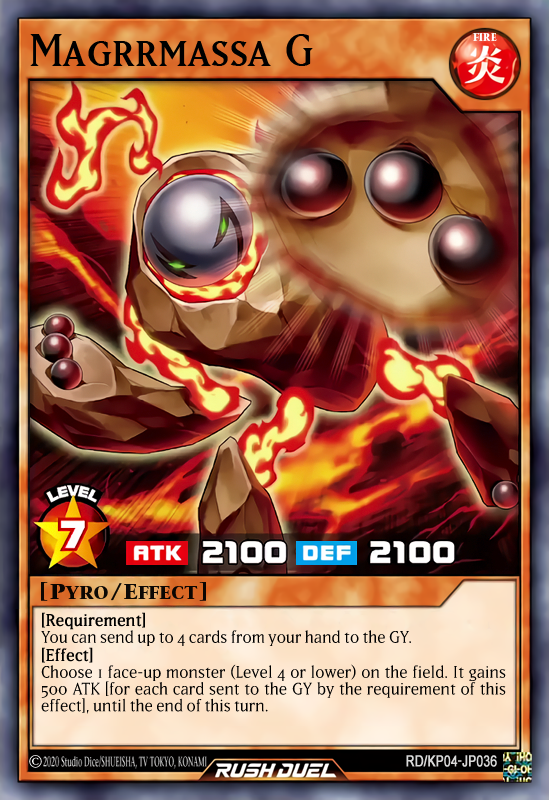 Magrrmassa G
FIRE
炎
LEVEL
7
ATK 2100 DEF 2100
[Pyro/Effect]
[Requirement]
You can send up to 4 cards from your hand to the GY.
[Effect]
Choose 1 face-up monster (Level 4 or lower) on the field. It gains
500 ATK [for each card sent to the GY by the requirement of this
effect], until the end of this turn.
©2020 Studio Dice/SHUEISHA, TV TOKYO, KONAMI
RUSH DUEL
RD/KP04-JP036